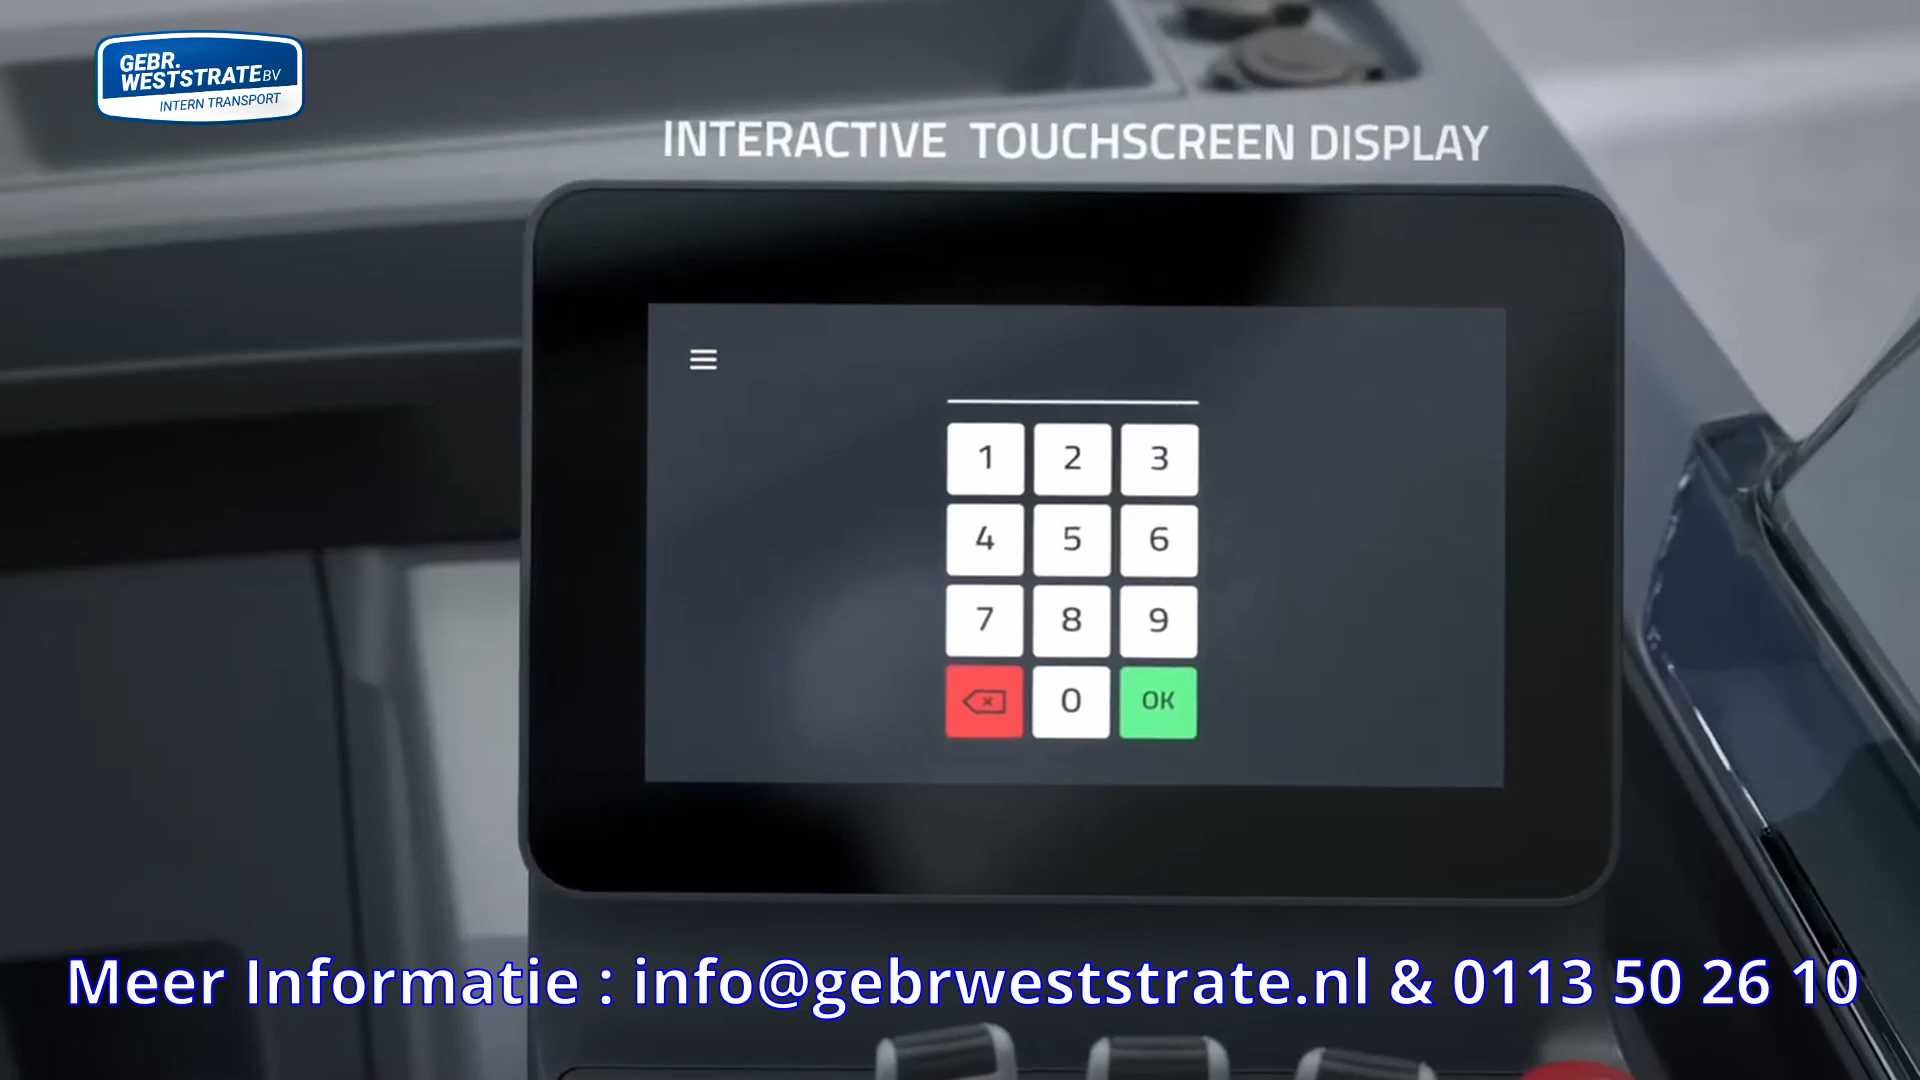 GEBR.
WESTSTRATE BV
INTERN TRANSPORT
INTERACTIVE TOUCHSCREEN DISPLAY
1 2 3
4 5 6
7 8 9
0 OK
Meer Informatie : info@gebrweststrate.nl & 0113 50 26 10